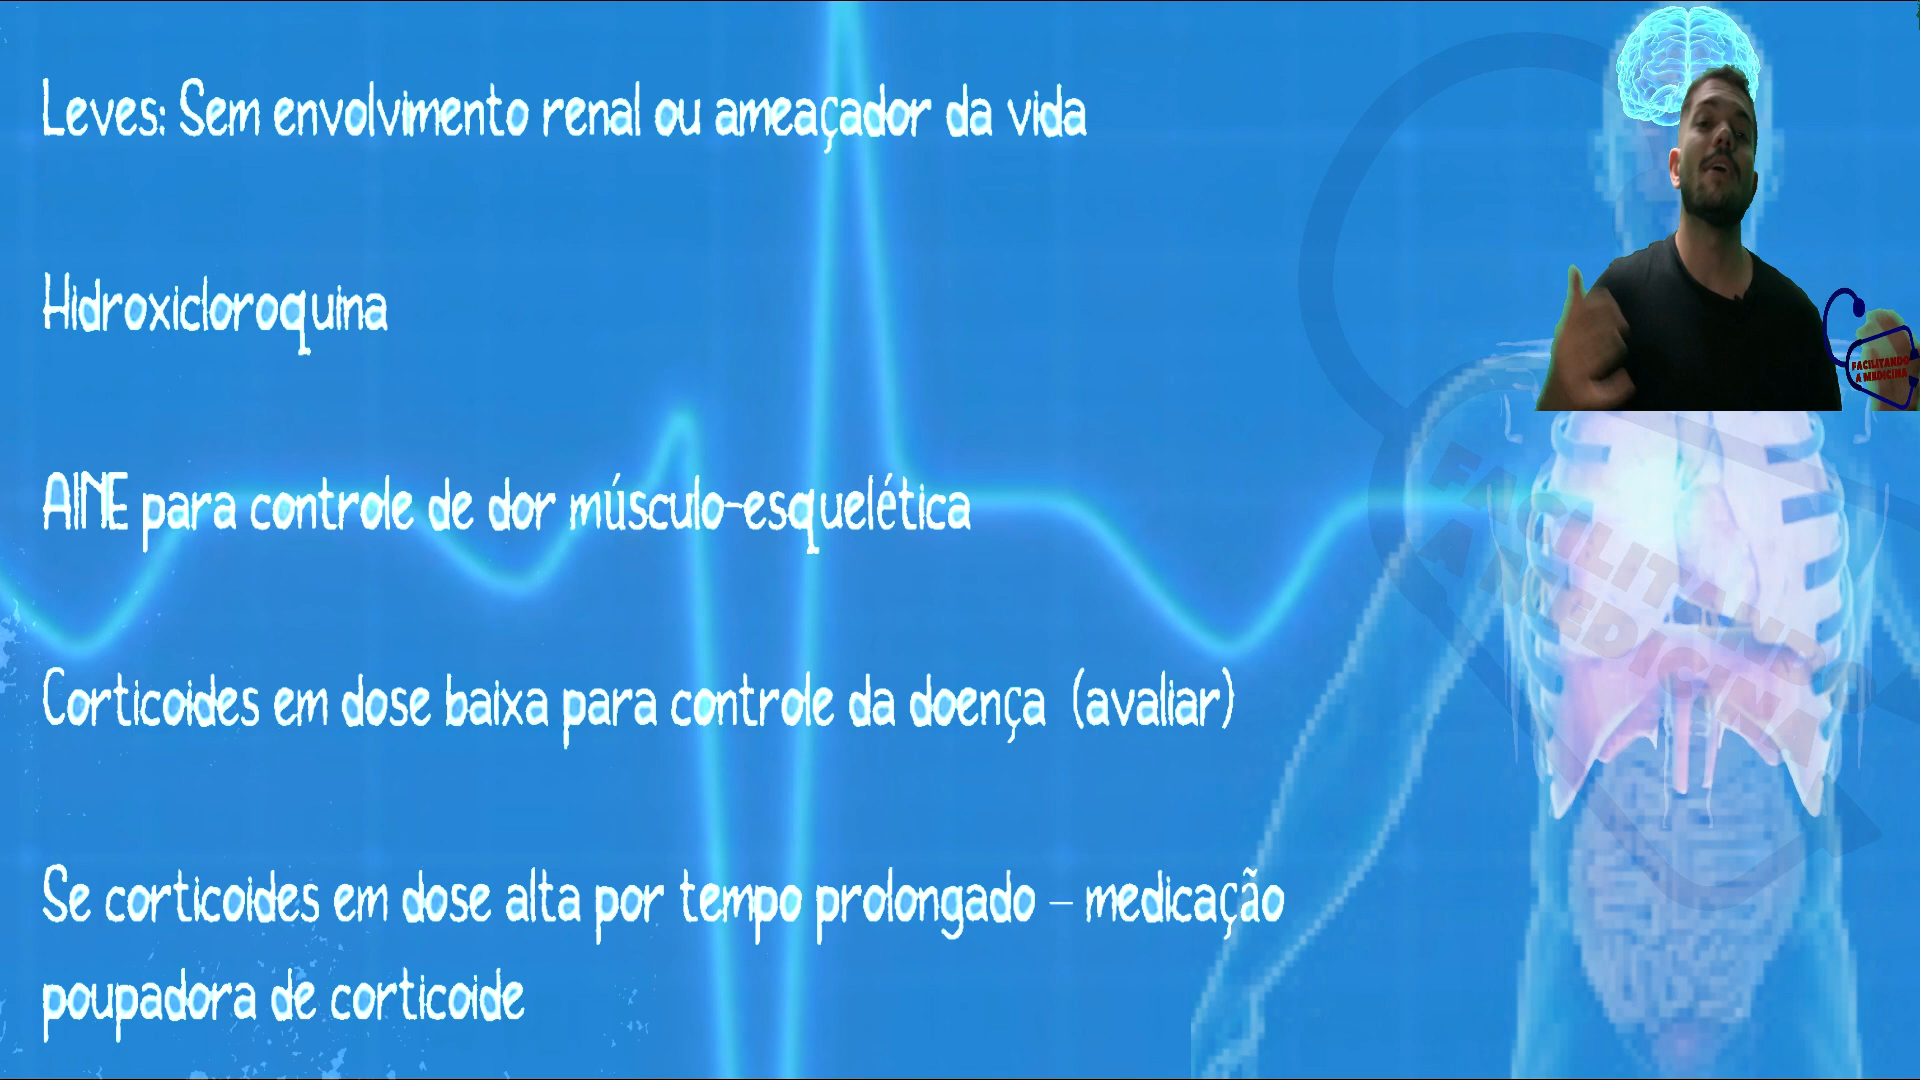 Leves: Sem envolvimento renal ou ameaçador da vida
Hidroxicloroquina
AINE para controle de dor músculo-esquelética
Corticoides em dose baixa para controle da doença (avaliar)
Se corticoides em dose alta por tempo prolongado – medicação
poupadora de corticoide
FACILITANDO
A MEDICINA
FACILITANDO
A MEDICINA